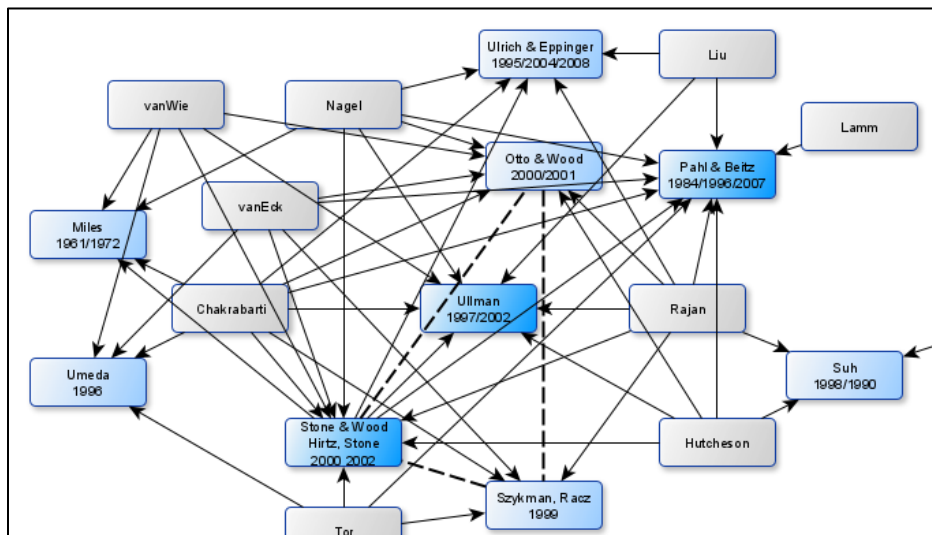 Ulrich & Eppinger
1995/2004/2008
Liu
vanWie
Nagel
Lamm
Otto & Wood
2000/2001
Pahl & Beitz
1984/1996/2007
vanEck
Miles
1961/1972
Chakrabarti
Ullman
1997/2002
Rajan
Umeda
1996
Suh
1998/1990
Stone & Wood
Hirtz, Stone
2000 2002
Hutcheson
Szykman, Racz
1999
Tor